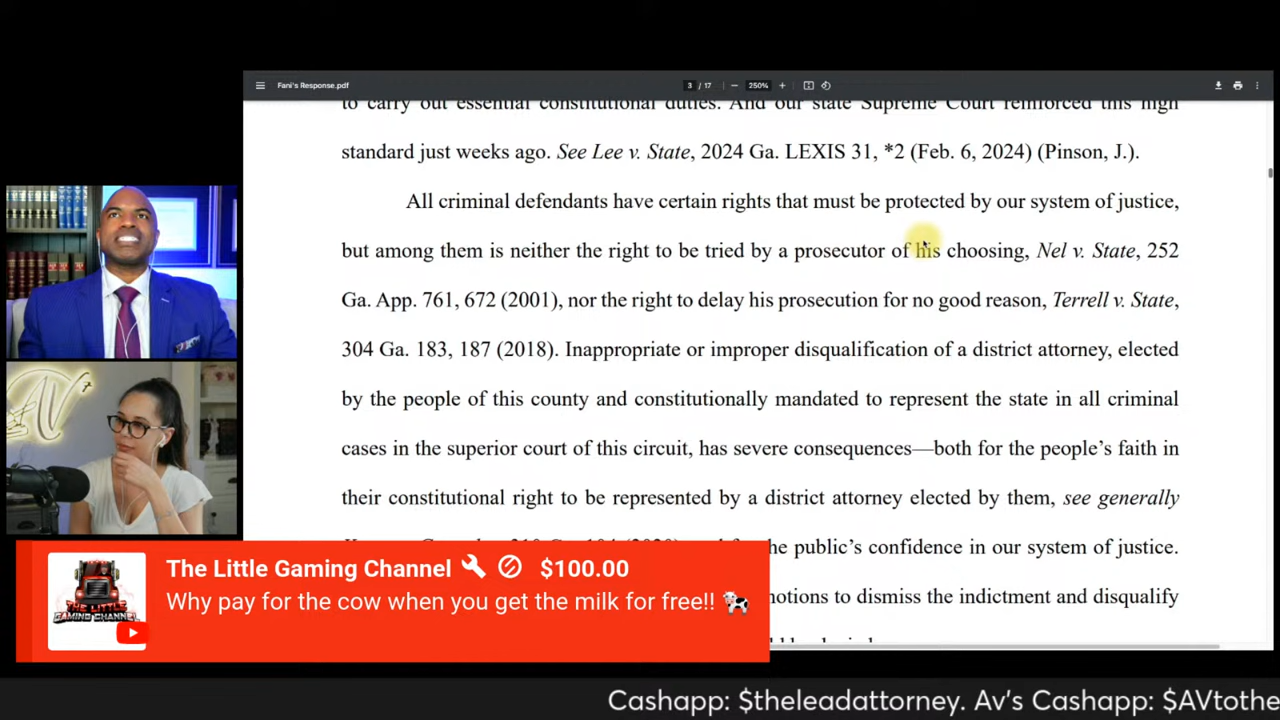 Fani's Response.pdf
3 / 17
250%
to carry out essential constitutional duties. And our state Supreme Court reinforced this high
standard just weeks ago. See Lee v. State, 2024 Ga. LEXIS 31, *2 (Feb. 6, 2024) (Pinson, J.).
All criminal defendants have certain rights that must be protected by our system of justice,
but among them is neither the right to be tried by a prosecutor of his choosing, Nel v. State, 252
Ga. App. 761, 672 (2001), nor the right to delay his prosecution for no good reason, Terrell v. State,
304 Ga. 183, 187 (2018). Inappropriate or improper disqualification of a district attorney, elected
by the people of this county and constitutionally mandated to represent the state in all criminal
cases in the superior court of this circuit, has severe consequences—both for the people's faith in
their constitutional right to be represented by a district attorney elected by them, see generally
he public's confidence in our system of justice.
otions to dismiss the indictment and disqualify
The Little Gaming Channel $100.00
Why pay for the cow when you get the milk for free!! 🐄
THE LITTLE
GAMING CHANNEL
AV
Cashapp: $theleadattorney. Av's Cashapp: $AVtothe